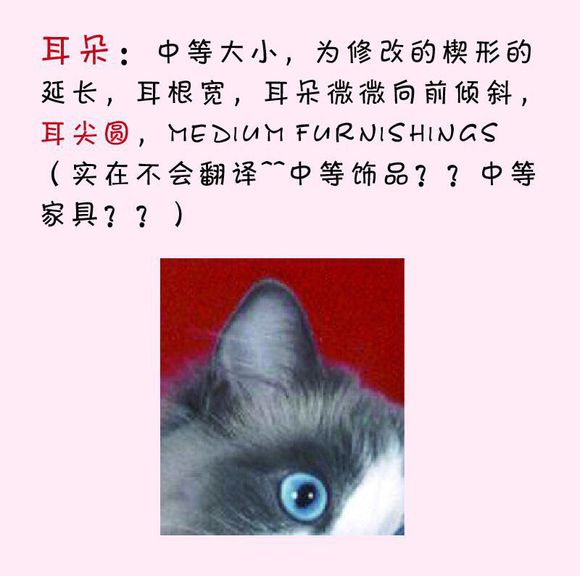 耳朵：中等大小，为修改的楔形的
延长，耳根宽，耳朵微微向前倾斜，
耳尖圆，MEDIUM FURNISHINGS
（实在不会翻译~~中等饰品？？中等
家具？？）